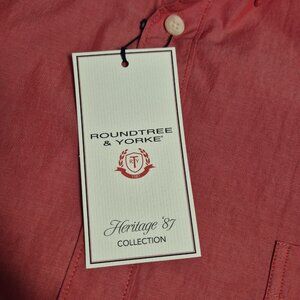 ROUNDTREE
& YORKE®
Heritage '87
COLLECTION